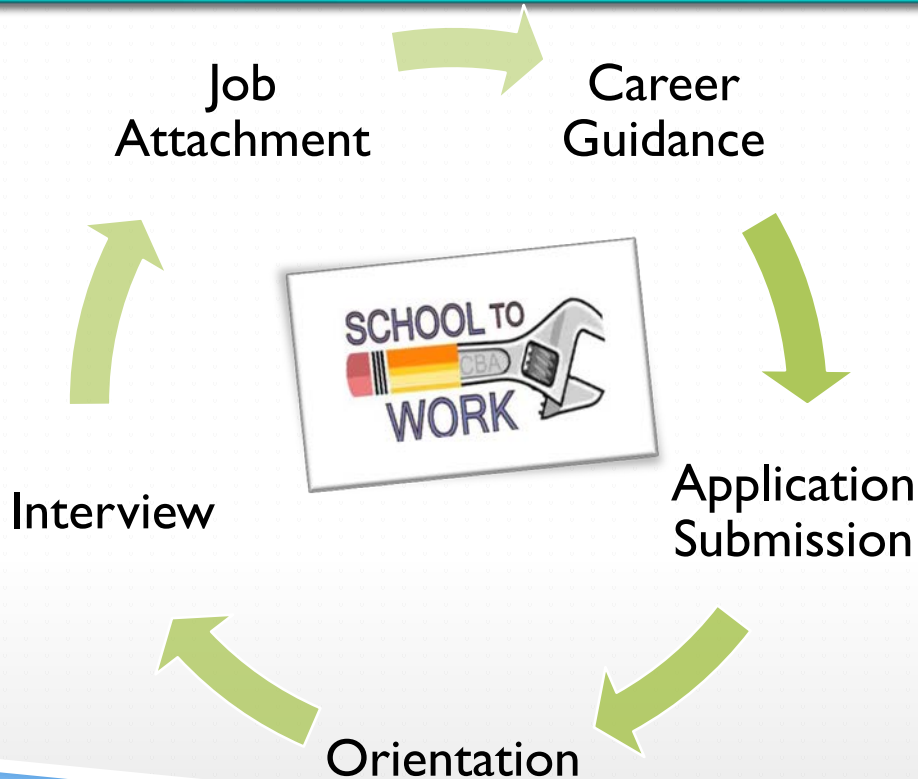 Job
Attachment
Career
Guidance
SCHOOL TO
CBA
WORK
Interview
Application
Submission
Orientation